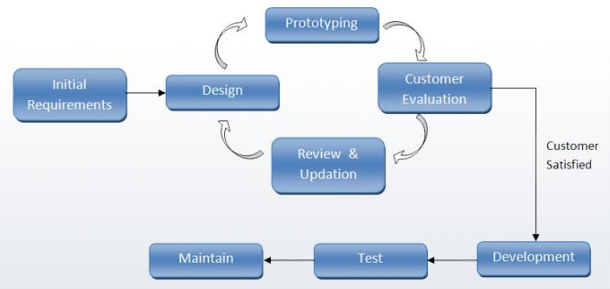 Prototyping
Initial
Requirements
Design
Customer
Evaluation
Review &
Updation
Customer
Satisfied
Maintain
Test
Development